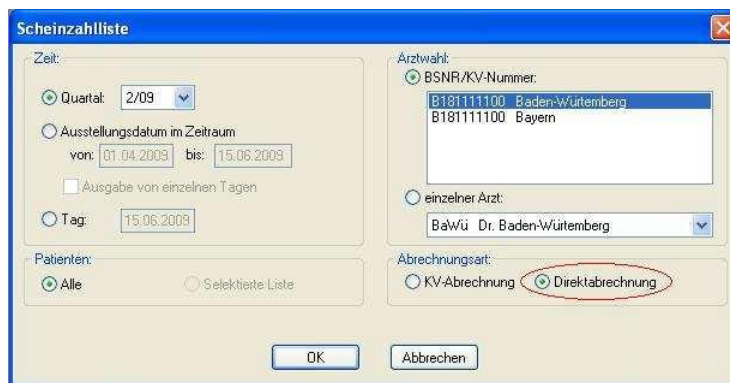 Scheinzahlliste
Zeit:
Quartal: 2/09
Ausstellungsdatum im Zeitraum
von: 01.04.2009 bis: 15.06.2009
Ausgabe von einzelnen Tagen
Tag: 15.06.2009
Patienten:
Alle Selektierte Liste
Arztwahl:
BSNR/KV-Nummer:
B181111100 Baden-Würtemberg
B181111100 Bayern
einzelner Arzt:
BaWü Dr. Baden-Würtemberg
Abrechnungsart:
KV-Abrechnung Direktabrechnung
OK Abbrechen